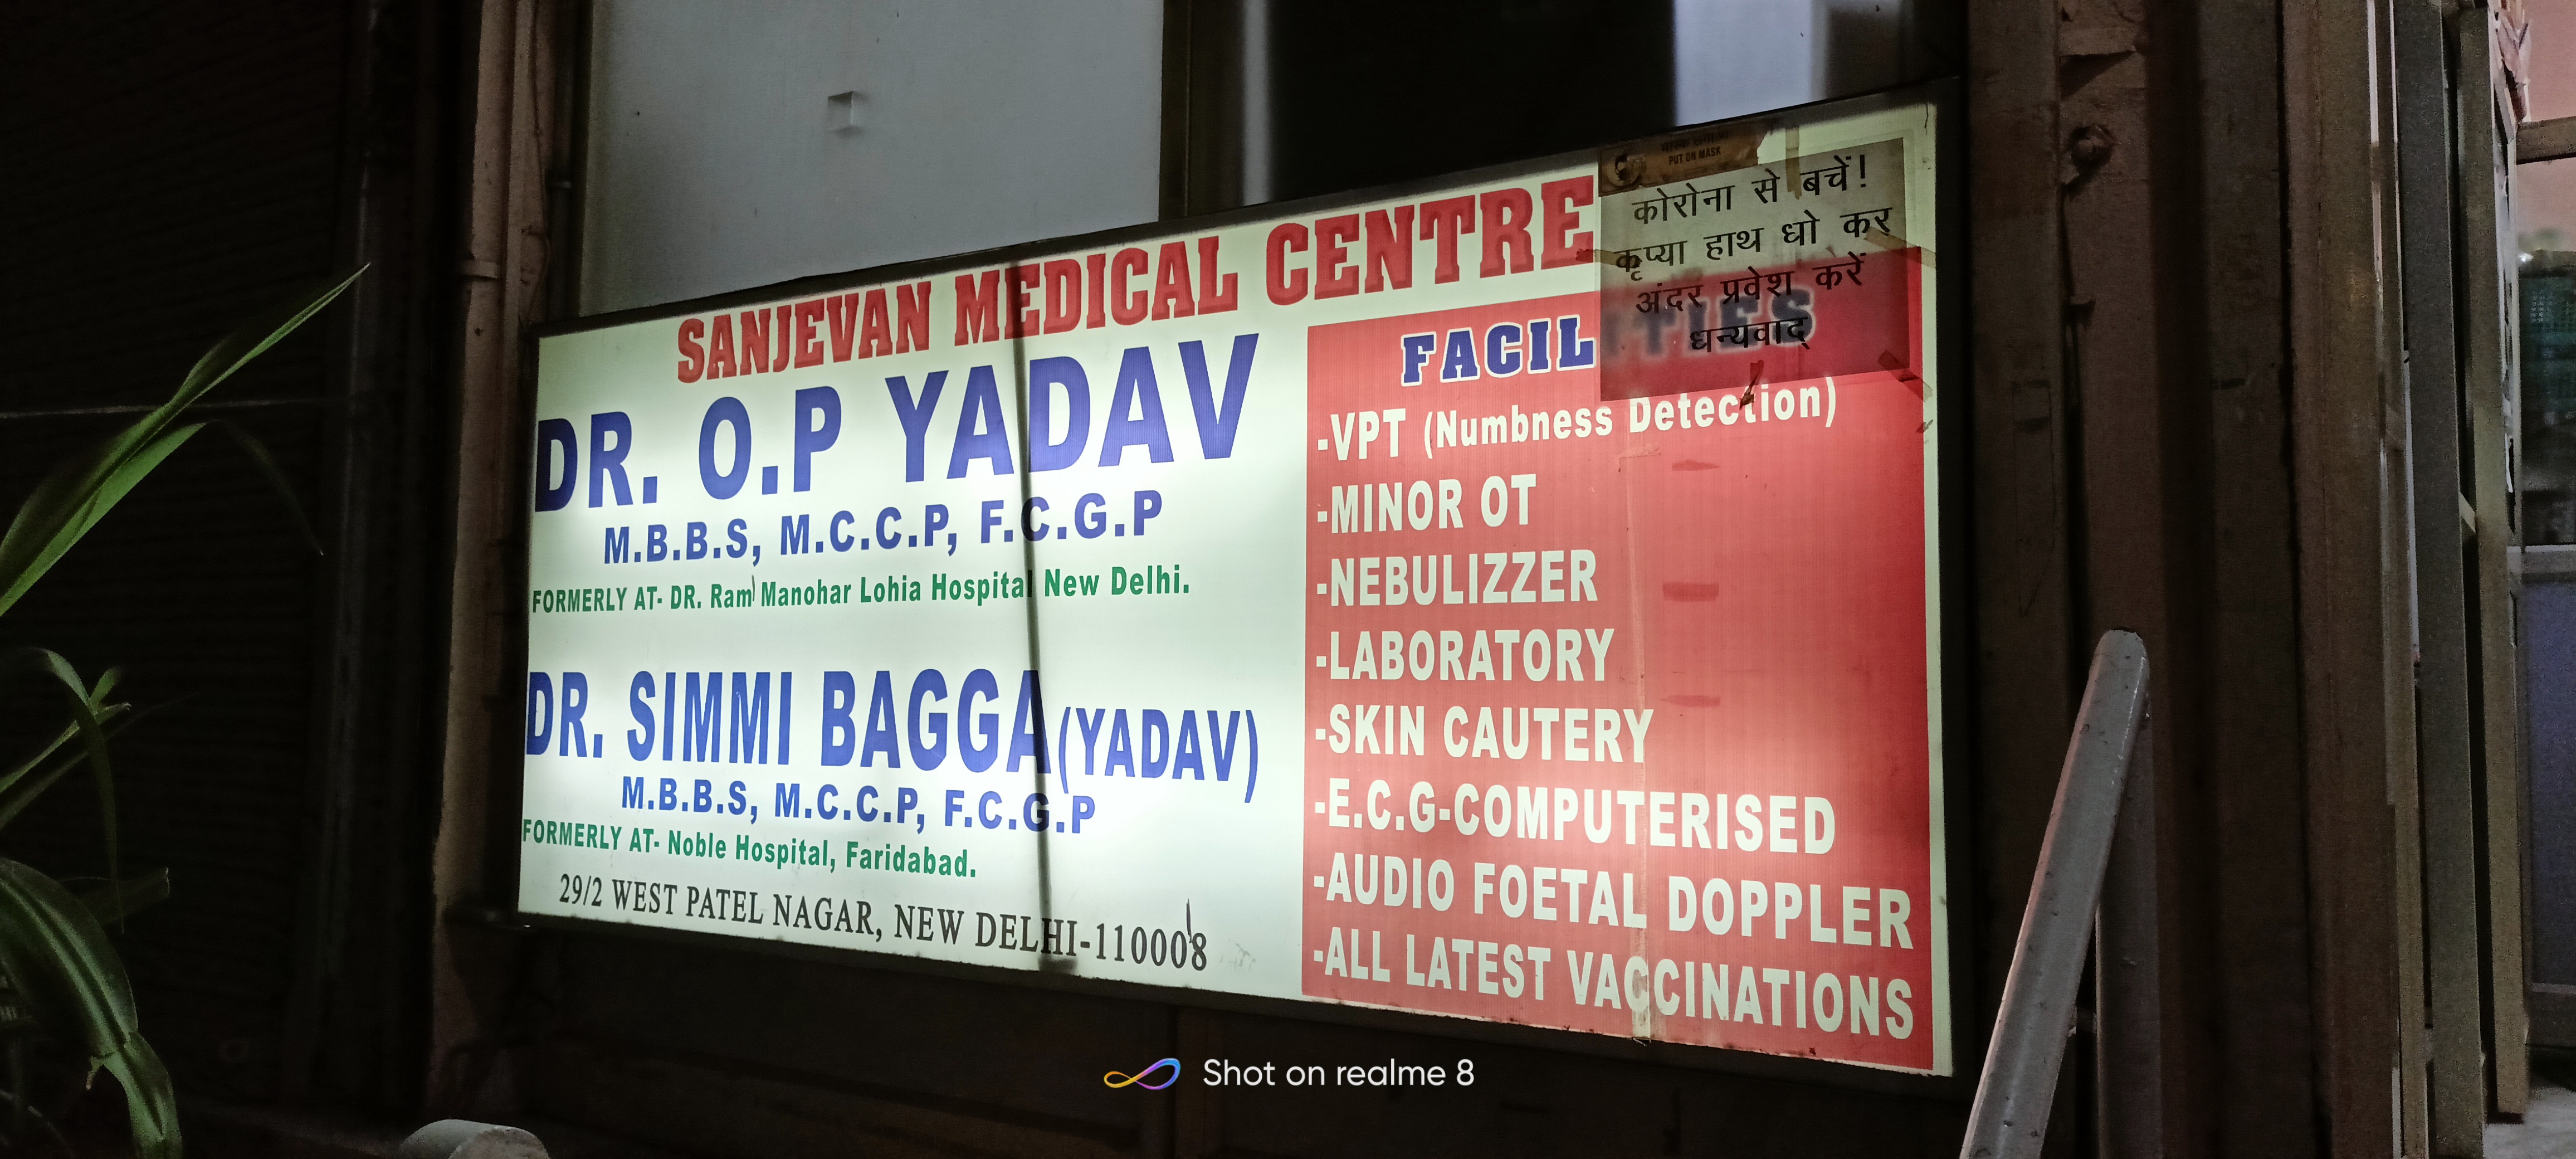 SANJEVAN MEDICAL CENTRE
DR. O.P YADAV
M.B.B.S, M.C.C.P, F.C.G.P
FORMERLY AT- DR. Ram Manohar Lohia Hospital New Delhi.
DR. SIMMI BAGGA (YADAV)
M.B.B.S, M.C.C.P, F.C.G.P
FORMERLY AT- Noble Hospital, Faridabad.
29/2 WEST PATEL NAGAR, NEW DELHI-110008
PUT ON MASK
कोरोना से बचें!
कृप्या हाथ धो कर
अंदर प्रवेश करें
धन्यवाद्
FACILITIES
-VPT (Numbness Detection)
-MINOR OT
-NEBULIZZER
-LABORATORY
-SKIN CAUTERY
-E.C.G-COMPUTERISED
-AUDIO FOETAL DOPPLER
-ALL LATEST VACCINATIONS
Shot on realme 8